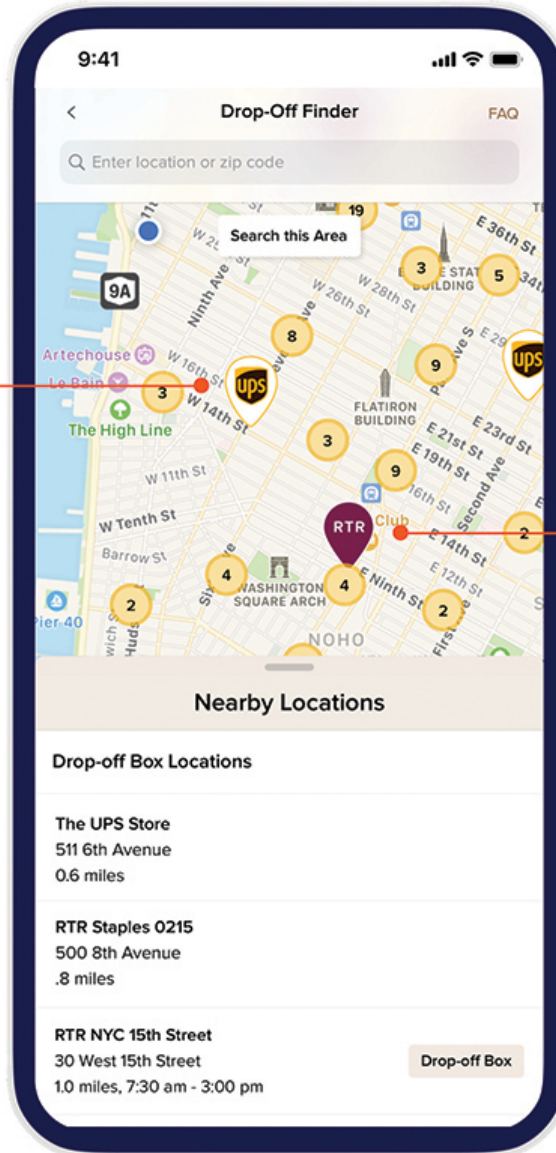 9:41
Drop-Off Finder
FAQ
Enter location or zip code
19
Search this Area
E 36th St
3
5
BUILDING
9A
Ninth Ave
W 26th St
W 28th St
8
9
ups
Artechouse
Le Bain
W 16th St
3
ups
W 14th St
The High Line
FLATIRON
BUILDING
E 23rd St
E 21st St
E 19th St
3
9
Second Ave
W 11th St
16th St
W Tenth St
RTR
Club
E 14th St
2
Barrow St
4
WASHINGTON
SQUARE ARCH
4
E Ninth St
E 12th St
2
2
Pier 40
NOHO
Nearby Locations
Drop-off Box Locations
The UPS Store
511 6th Avenue
0.6 miles
RTR Staples 0215
500 8th Avenue
.8 miles
RTR NYC 15th Street
30 West 15th Street
Drop-off Box
1.0 miles, 7:30 am - 3:00 pm